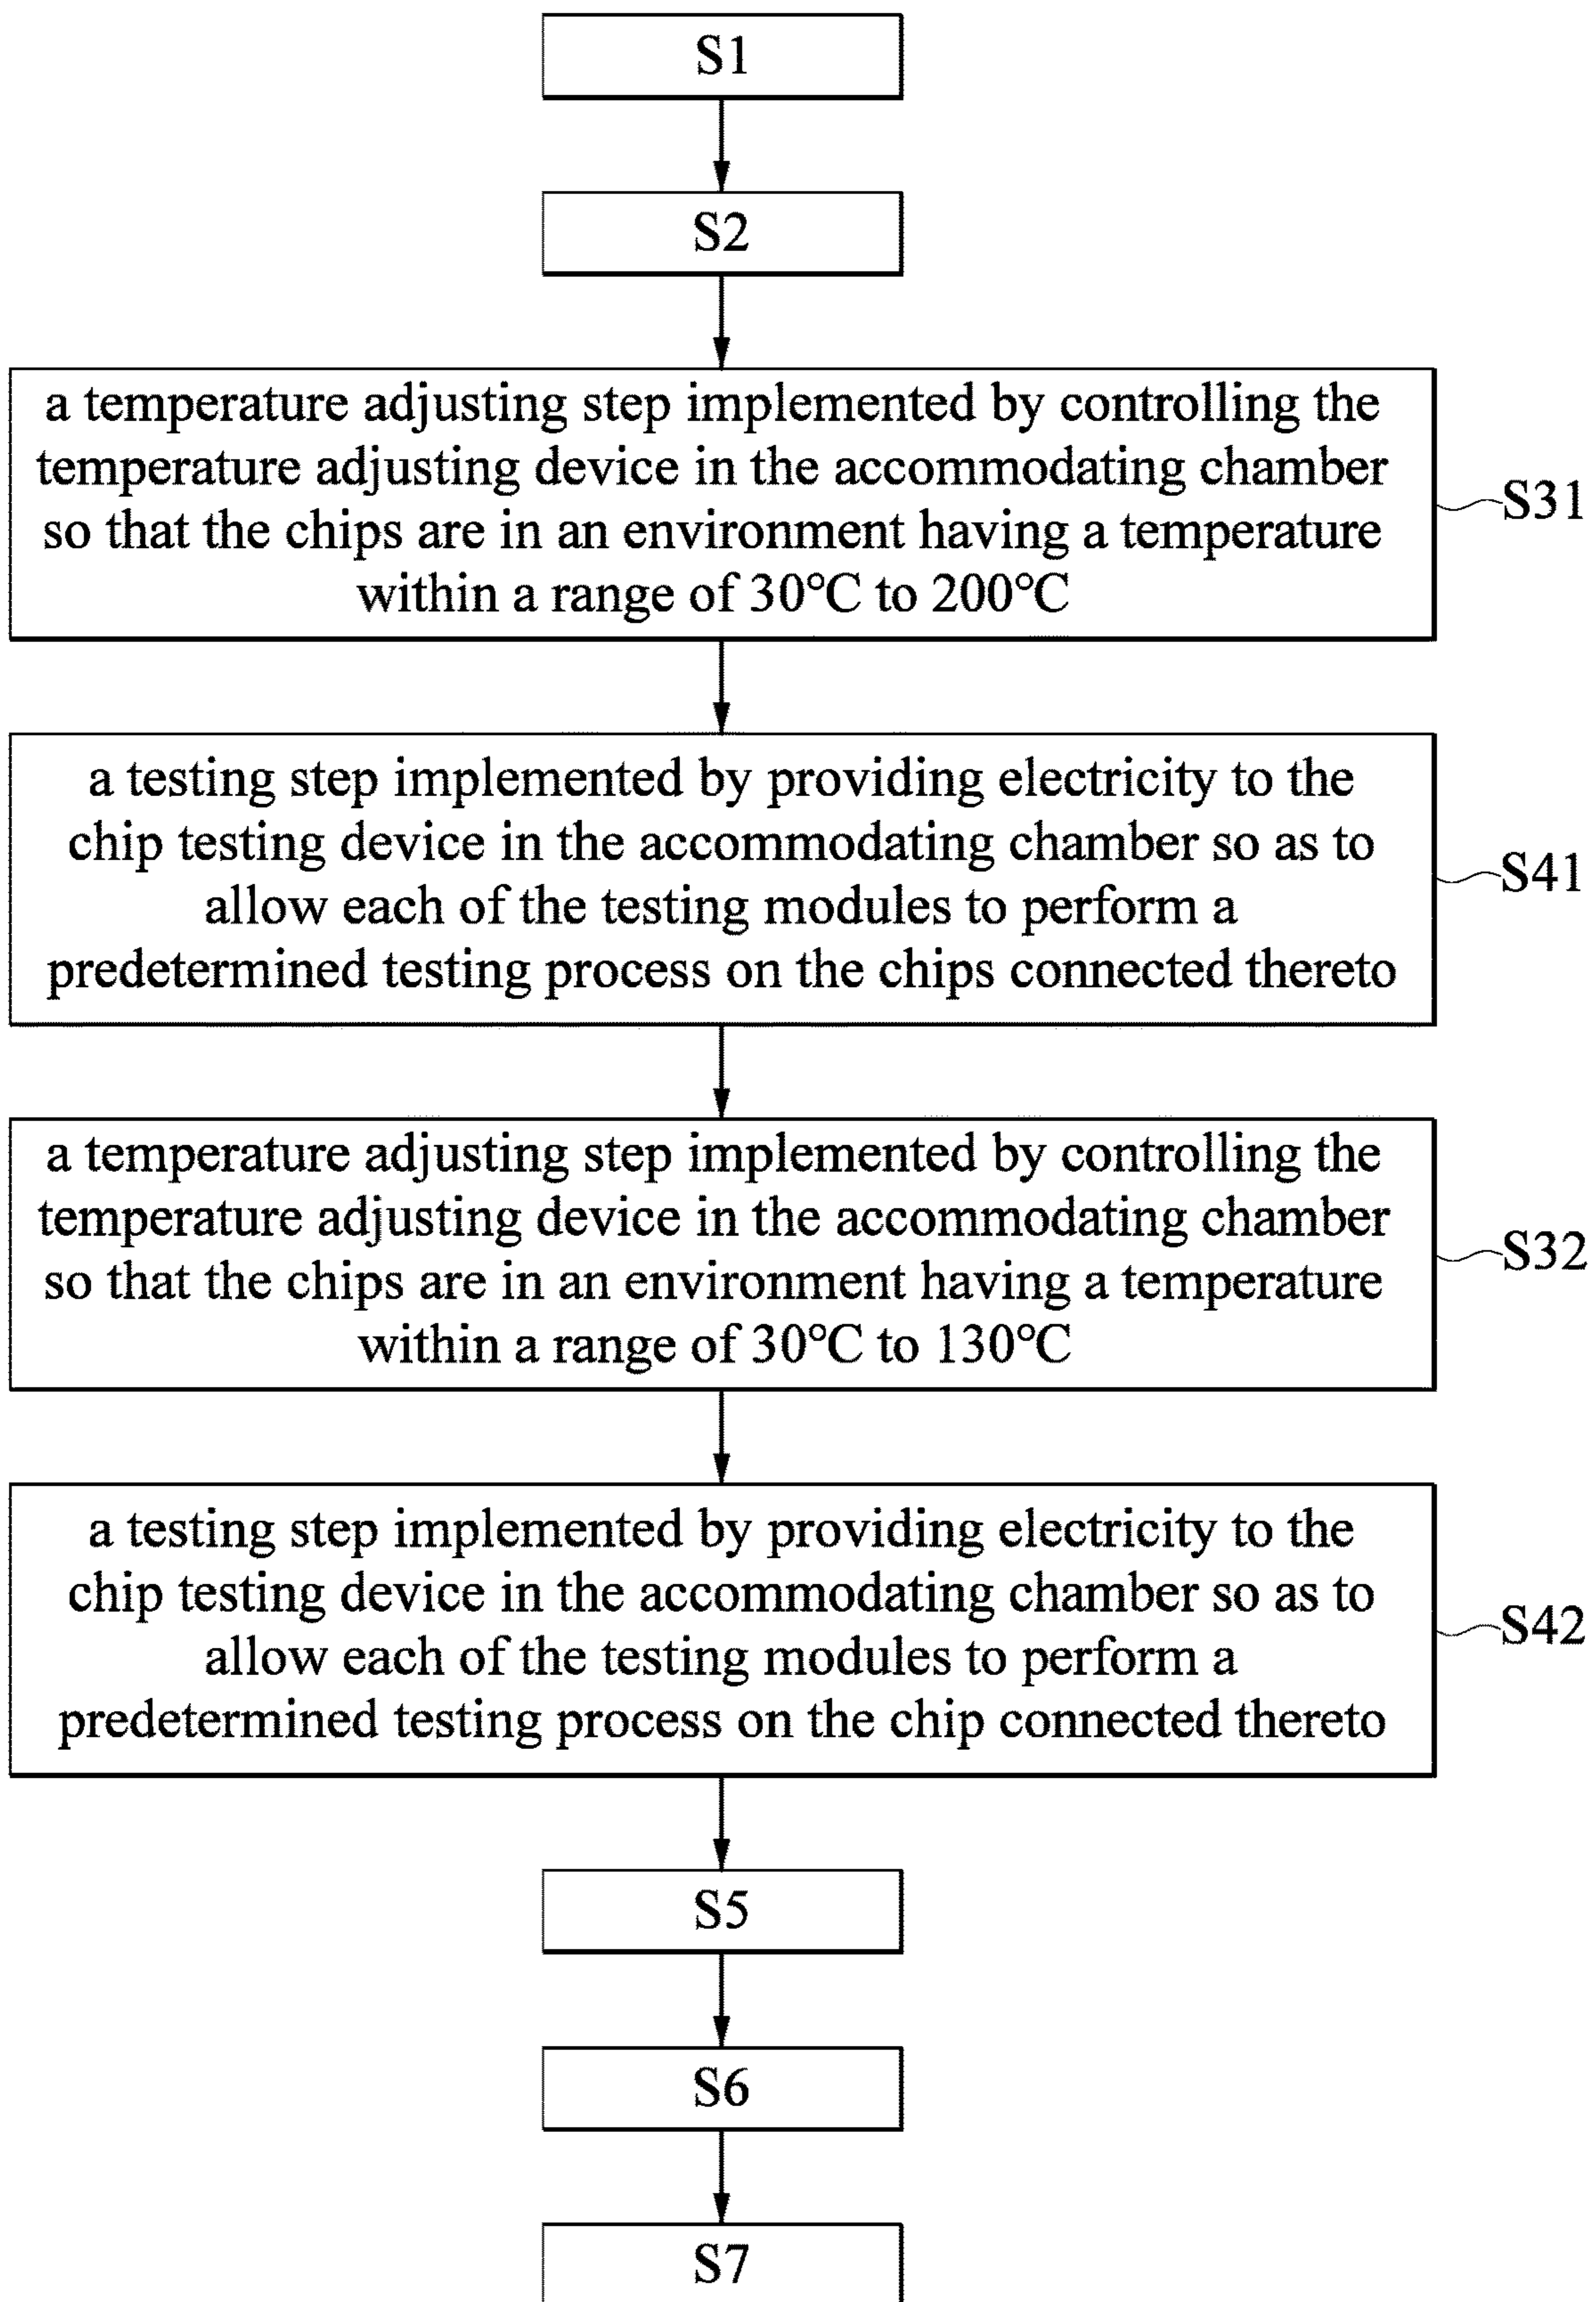 S1
S2
a temperature adjusting step implemented by controlling the
temperature adjusting device in the accommodating chamber
so that the chips are in an environment having a temperature
within a range of 30℃ to 200℃
S31
a testing step implemented by providing electricity to the
chip testing device in the accommodating chamber so as to
allow each of the testing modules to perform a
predetermined testing process on the chips connected thereto
S41
a temperature adjusting step implemented by controlling the
temperature adjusting device in the accommodating chamber
so that the chips are in an environment having a temperature
within a range of 30℃ to 130℃
S32
a testing step implemented by providing electricity to the
chip testing device in the accommodating chamber so as to
allow each of the testing modules to perform a
predetermined testing process on the chip connected thereto
S42
S5
S6
S7